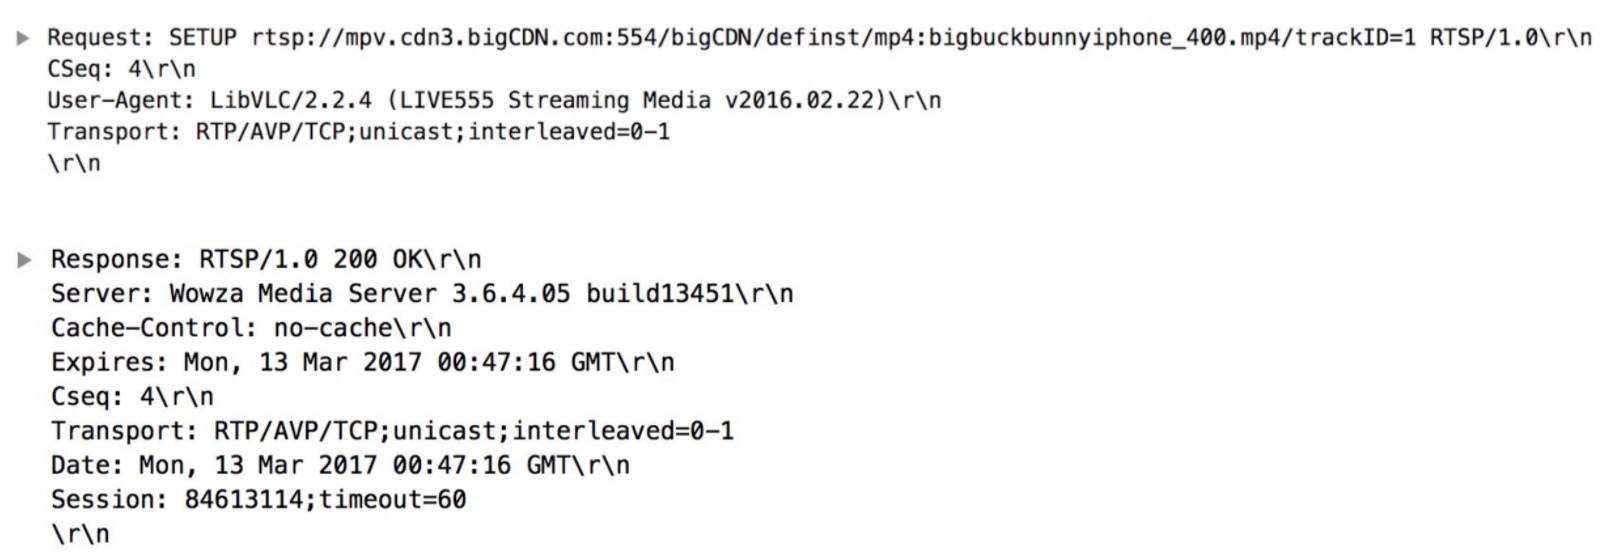 Request: SETUP rtsp://mpv.cdn3.bigCDN.com:554/bigCDN/definst/mp4:bigbuckbunnyiphone_400.mp4/trackID=1 RTSP/1.0\r\n
CSeq: 4\r\n
User-Agent: LibVLC/2.2.4 (LIVE555 Streaming Media v2016.02.22)\r\n
Transport: RTP/AVP/TCP;unicast;interleaved=0-1
\r\n
Response: RTSP/1.0 200 OK\r\n
Server: Wowza Media Server 3.6.4.05 build13451\r\n
Cache-Control: no-cache\r\n
Expires: Mon, 13 Mar 2017 00:47:16 GMT\r\n
Cseq: 4\r\n
Transport: RTP/AVP/TCP;unicast;interleaved=0-1
Date: Mon, 13 Mar 2017 00:47:16 GMT\r\n
Session: 84613114;timeout=60
\r\n